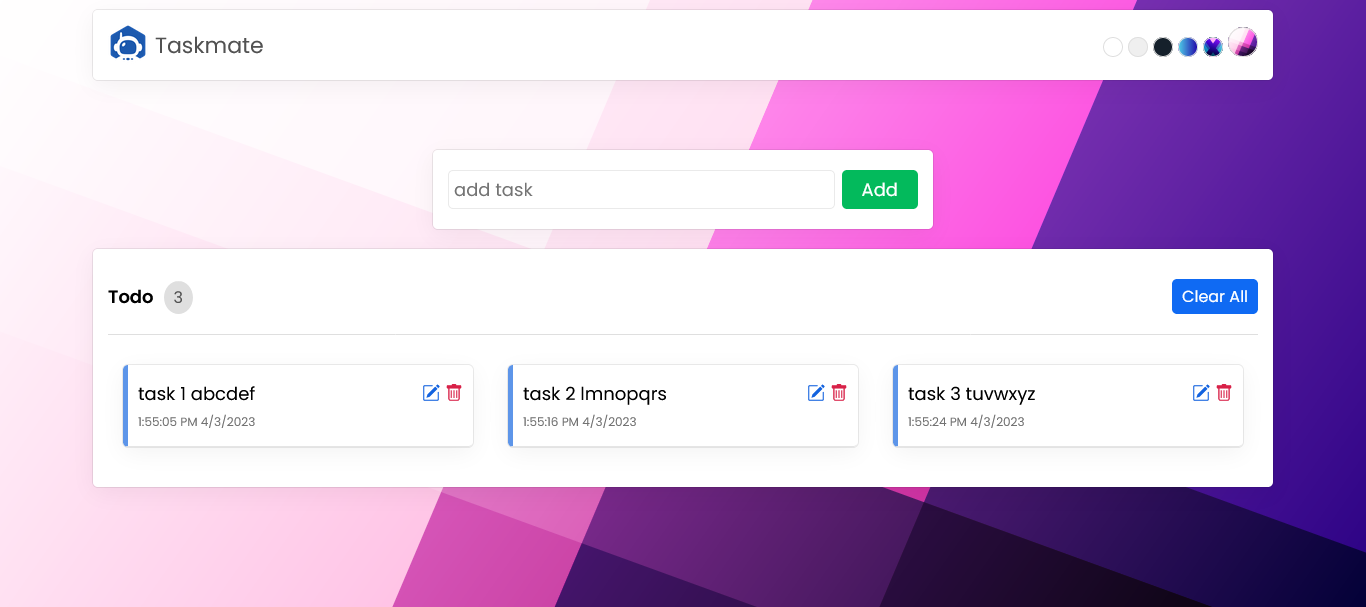 Taskmate
add task
Add
Todo 3
Clear All
task 1 abcdef
1:55:05 PM 4/3/2023
task 2 lmnopqrs
1:55:16 PM 4/3/2023
task 3 tuvwxyz
1:55:24 PM 4/3/2023